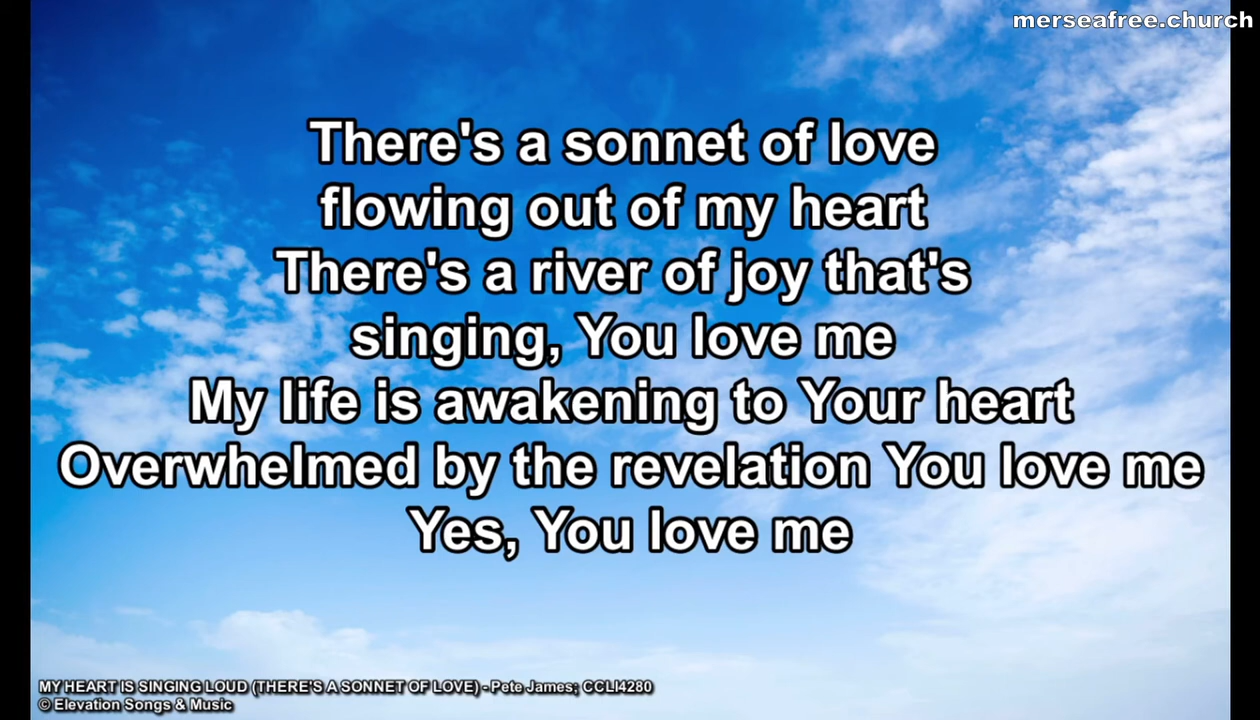 merseafree.church
There's a sonnet of love
flowing out of my heart
There's a river of joy that's
singing, You love me
My life is awakening to Your heart
Overwhelmed by the revelation You love me
Yes, You love me
MY HEART IS SINGING LOUD (THERE'S A SONNET OF LOVE) - Pete James; CCLI4280
© Elevation Songs & Music